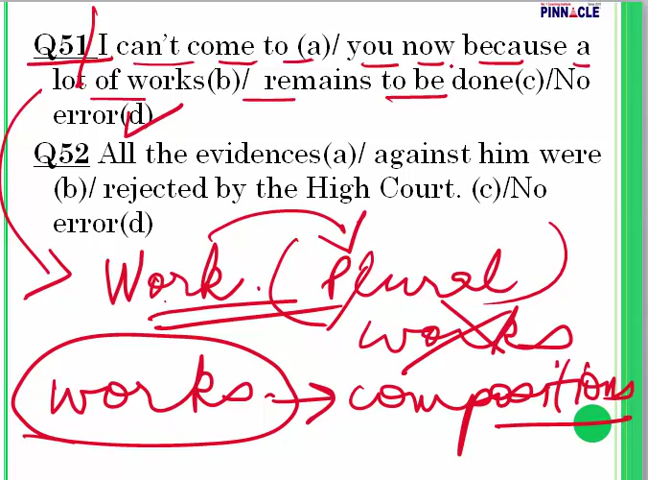 PINNACLE
Q51 I can't come to (a)/ you now because a
lot of works(b)/ remains to be done(c)/No
error(d)
Q52 All the evidences(a)/ against him were
(b)/ rejected by the High Court. (c)/No
error(d)
Work. (Plural)
works
works → compositions